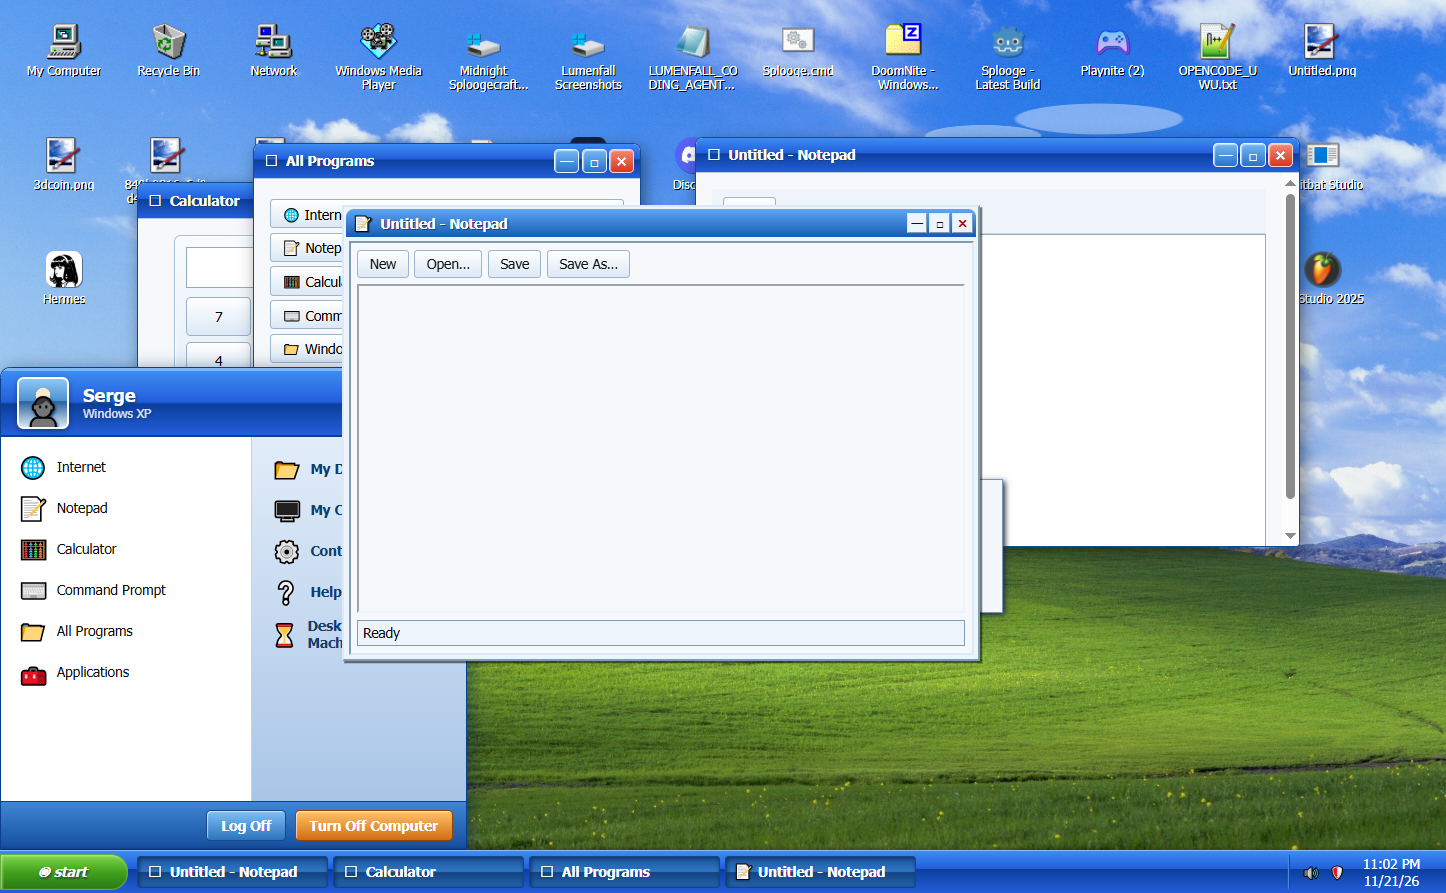 My Computer
Recycle Bin
Network
Windows Media
Player
Midnight
Sploogecraft...
Lumenfall
Screenshots
LUMENFALL_CO
DING_AGENT...
Splooge.cmd
DoomNite -
Windows...
Splooge -
Latest Build
Playnite (2)
OPENCODE_U
WU.txt
Untitled.png
3dcoin.png
Disc
itbat Studio
Hermes
Studio 2025
Calculator
7
4
All Programs
Intern
Notep
Calcul
Comm
Windo
Untitled - Notepad
Untitled - Notepad
New
Open...
Save
Save As...
Ready
Serge
Windows XP
Internet
Notepad
Calculator
Command Prompt
All Programs
Applications
My D
My C
Cont
Help
Desk
Mach
Log Off
Turn Off Computer
start
Untitled - Notepad
Calculator
All Programs
Untitled - Notepad
11:02 PM
11/21/26